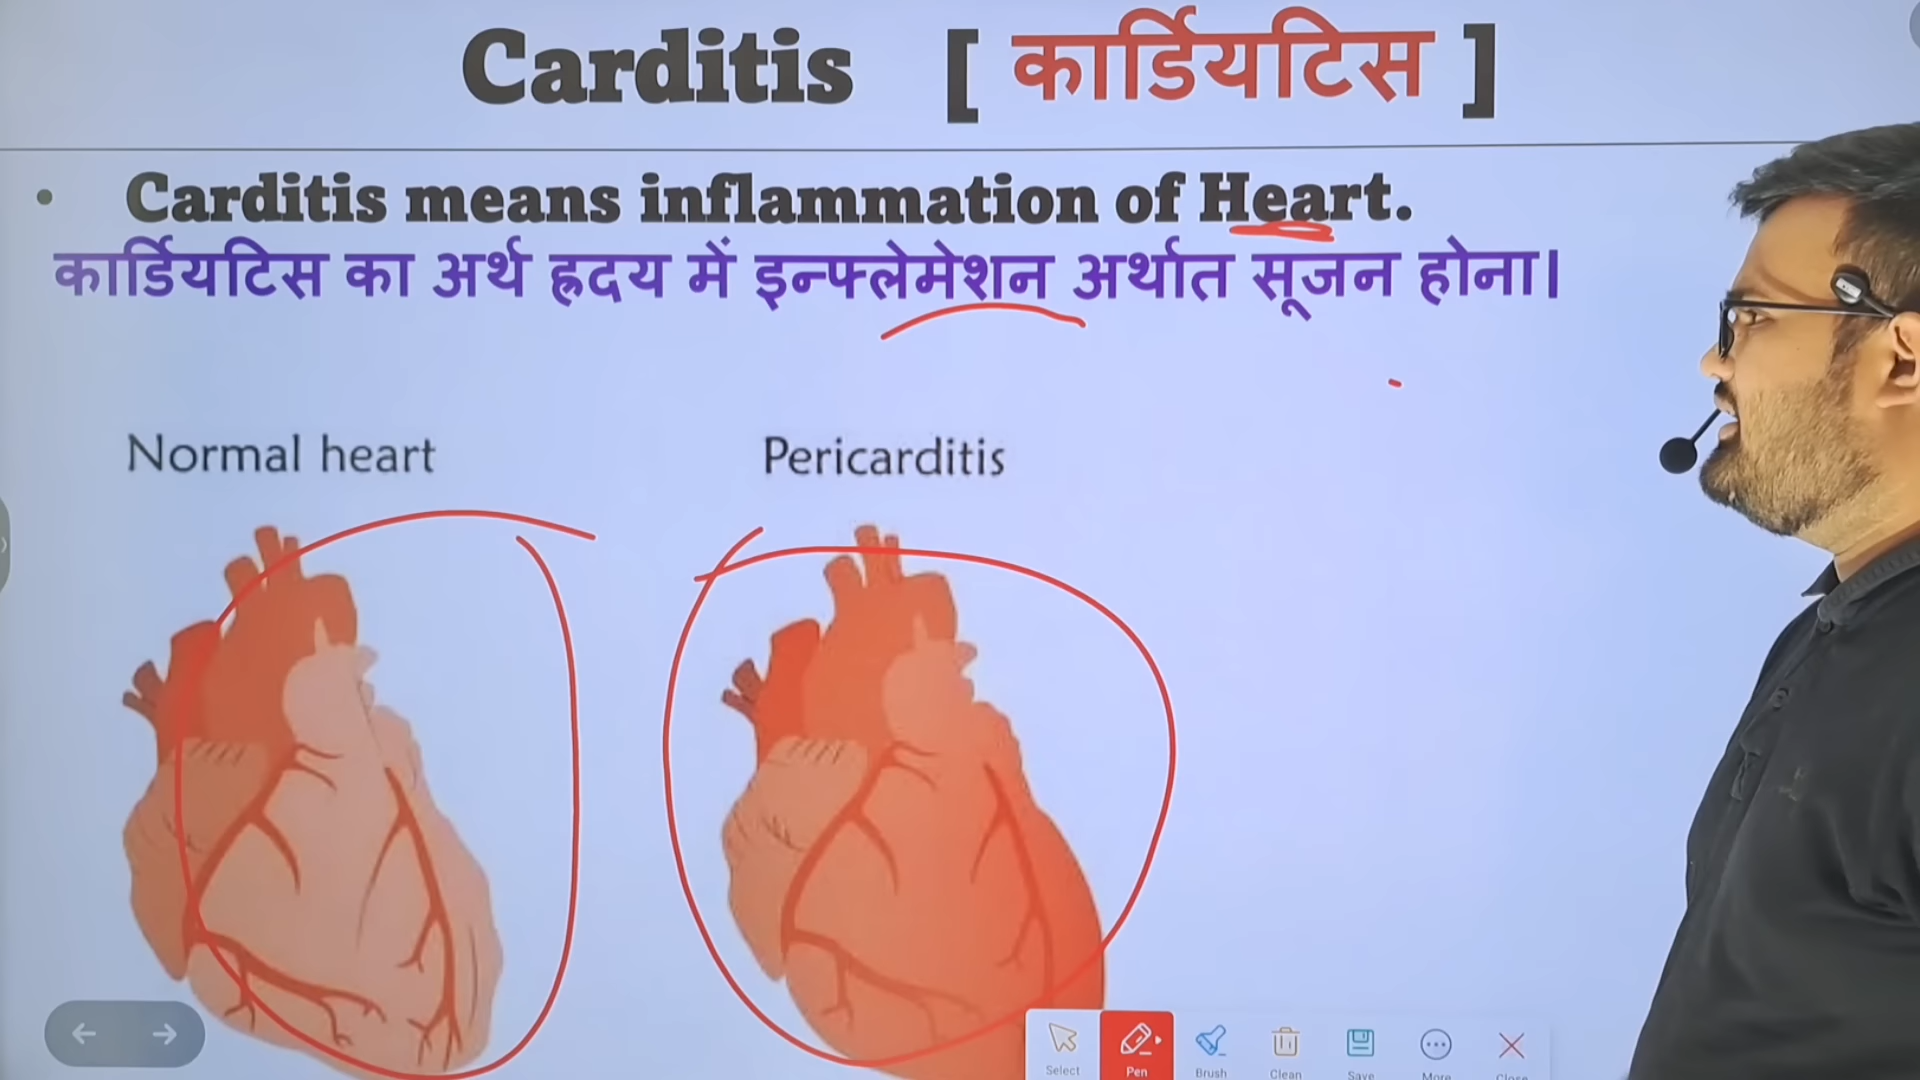 Carditis [ कार्डियटिस ]
• Carditis means inflammation of Heart.
कार्डियटिस का अर्थ ह्रदय में इन्फ्लेमेशन अर्थात सूजन होना।
Normal heart
Pericarditis
Select
Pen
Brush
Clean
Save
More
Close